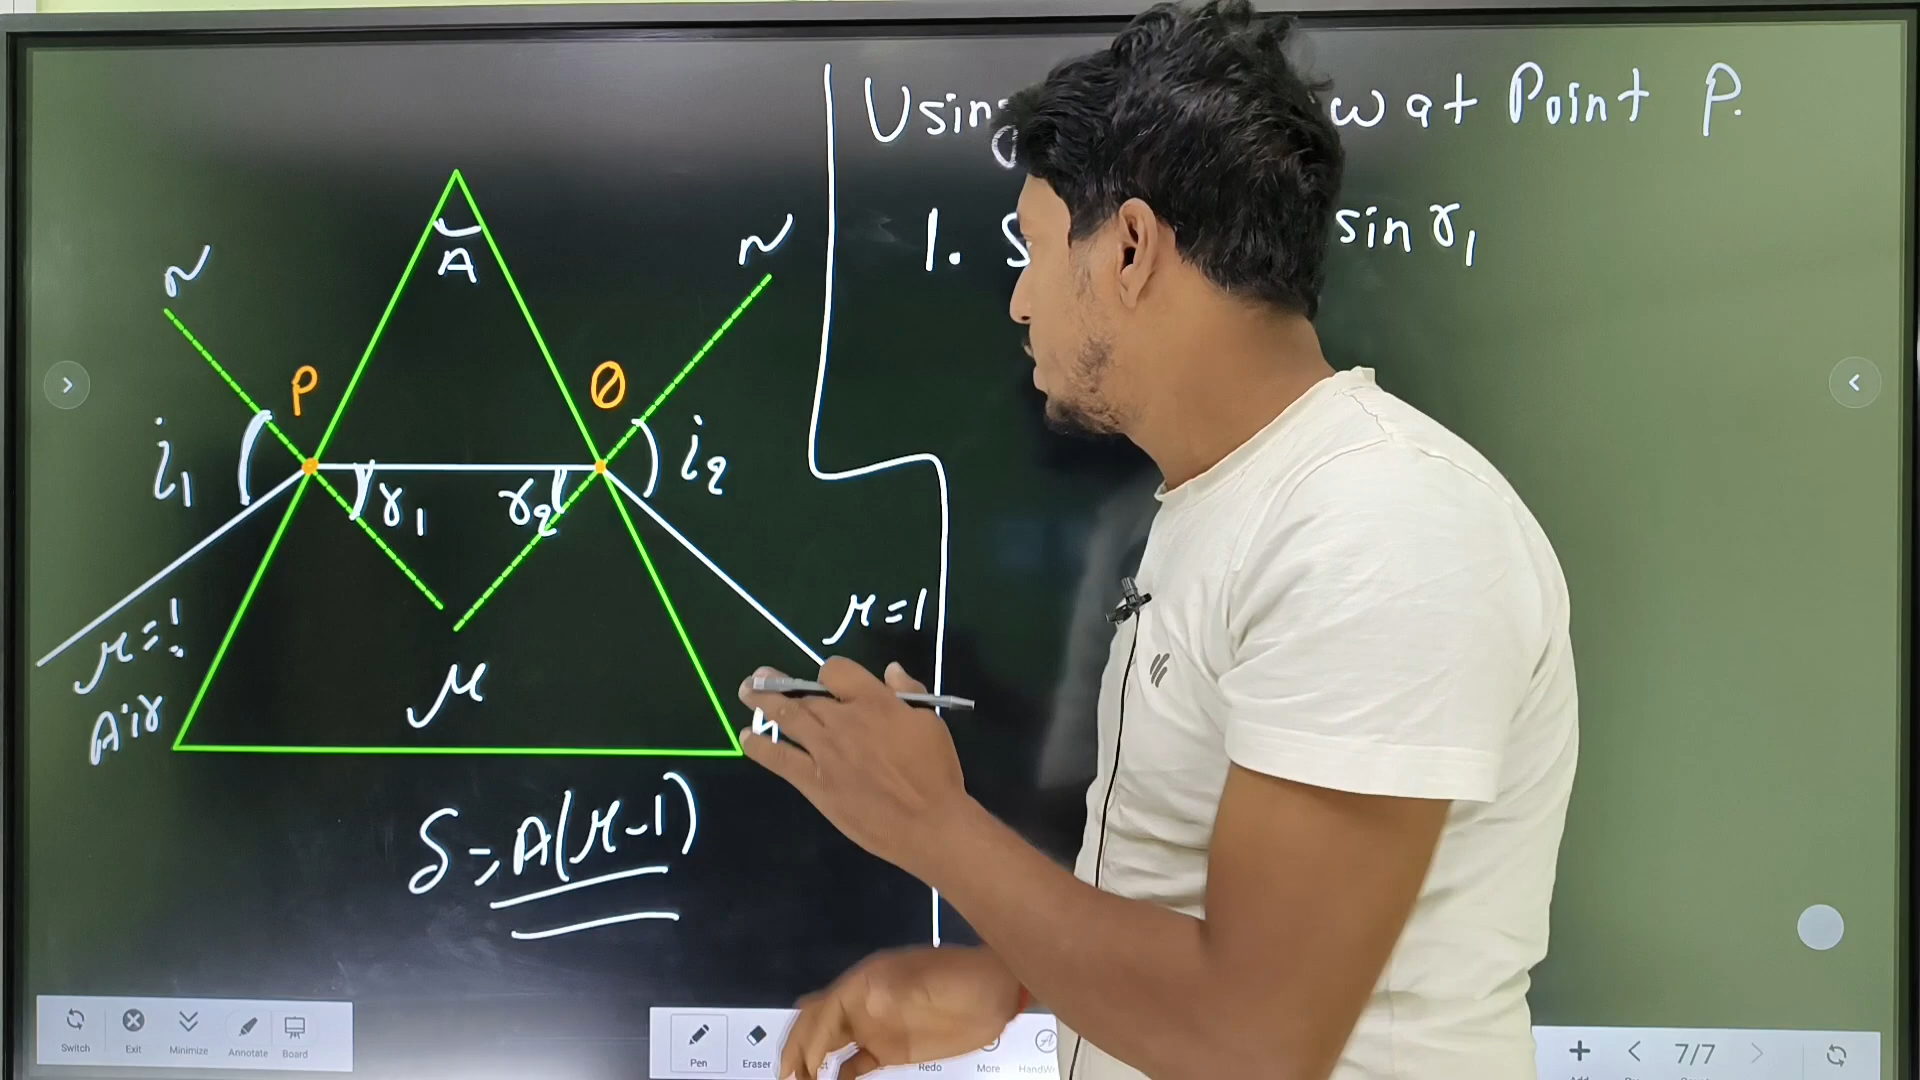 Using w at Point P.
1. S sin r₁
N
N
A
P
Q
i₁
r₁
r₂
i₂
μ=1
μ=1
Air
μ
δ=A(μ-1)
Switch
Exit
Minimize
Annotate
Board
Pen
Eraser
Redo
More
7/7